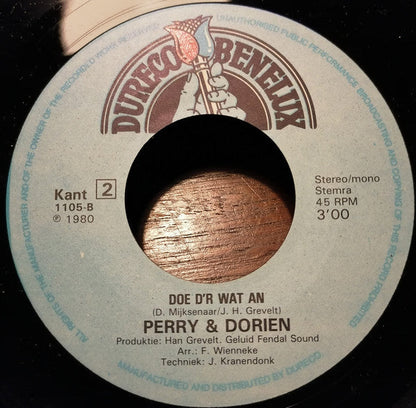 DURECO BENELUX
UNAUTHORISED PUBLIC PERFORMANCE BROADCASTING AND COPYING OF THIS RECORD PROHIBITED
ALL RIGHTS OF THE MANUFACTURER AND OF THE OWNER OF THE RECORDED WORK RESERVED
Kant 2
1105-B
℗ 1980
Stereo/mono
Stemra
45 RPM
3'00
DOE D'R WAT AN
(D. Mijksenaar/J. H. Grevelt)
PERRY & DORIEN
Produktie: Han Grevelt. Geluid Fendal Sound
Arr.: F. Wienneke
Techniek: J. Kranendonk
MANUFACTURED AND DISTRIBUTED BY DURECO